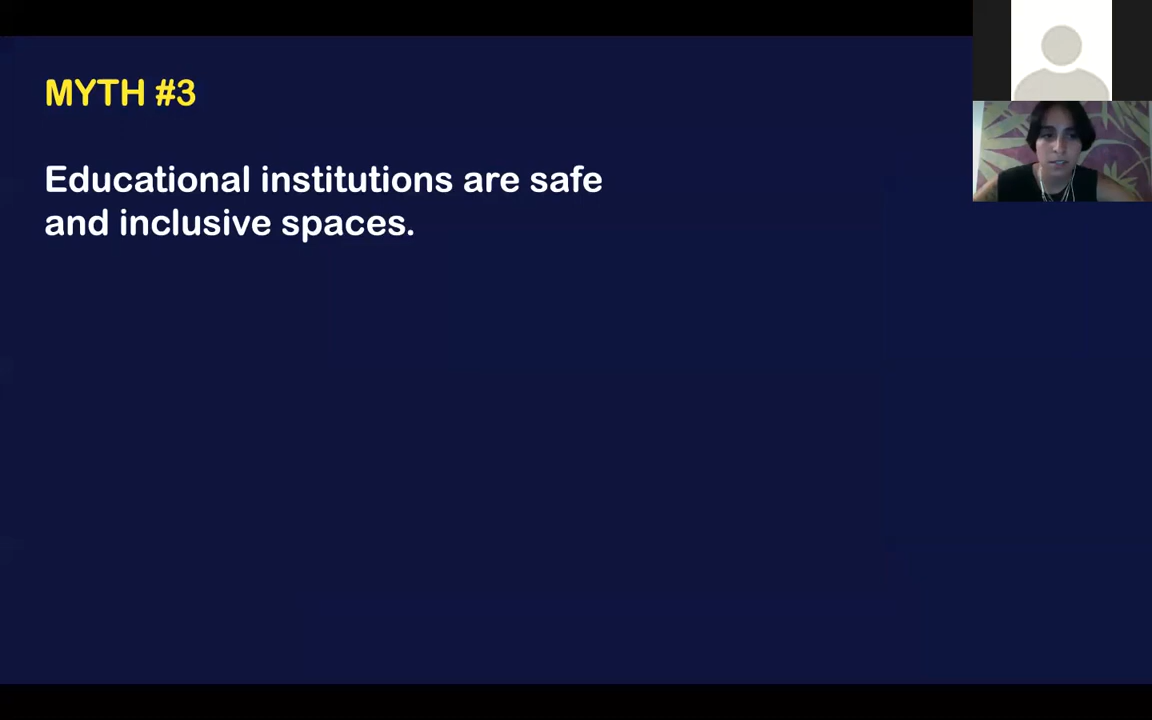 MYTH #3
Educational institutions are safe
and inclusive spaces.